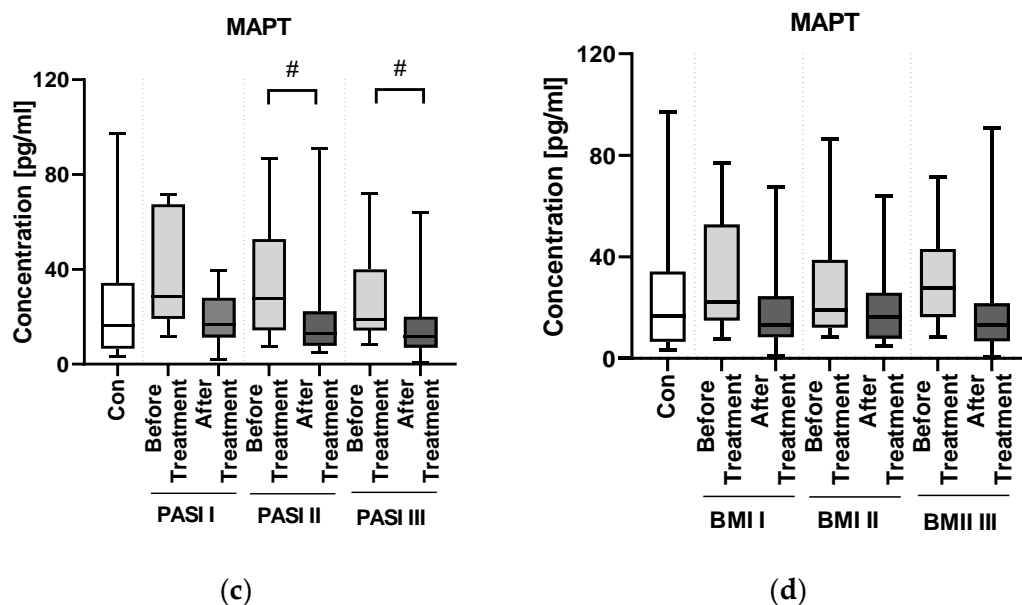 MAPT
# #
Concentration [pg/ml]
120
80
40
0
Con
Before
Treatment
After
Treatment
Before
Treatment
After
Treatment
Before
Treatment
After
Treatment
PASI I
PASI II
PASI III
(c)
MAPT
Concentration [pg/ml]
120
80
40
0
Con
Before
Treatment
After
Treatment
Before
Treatment
After
Treatment
Before
Treatment
After
Treatment
BMI I
BMI II
BMII III
(d)